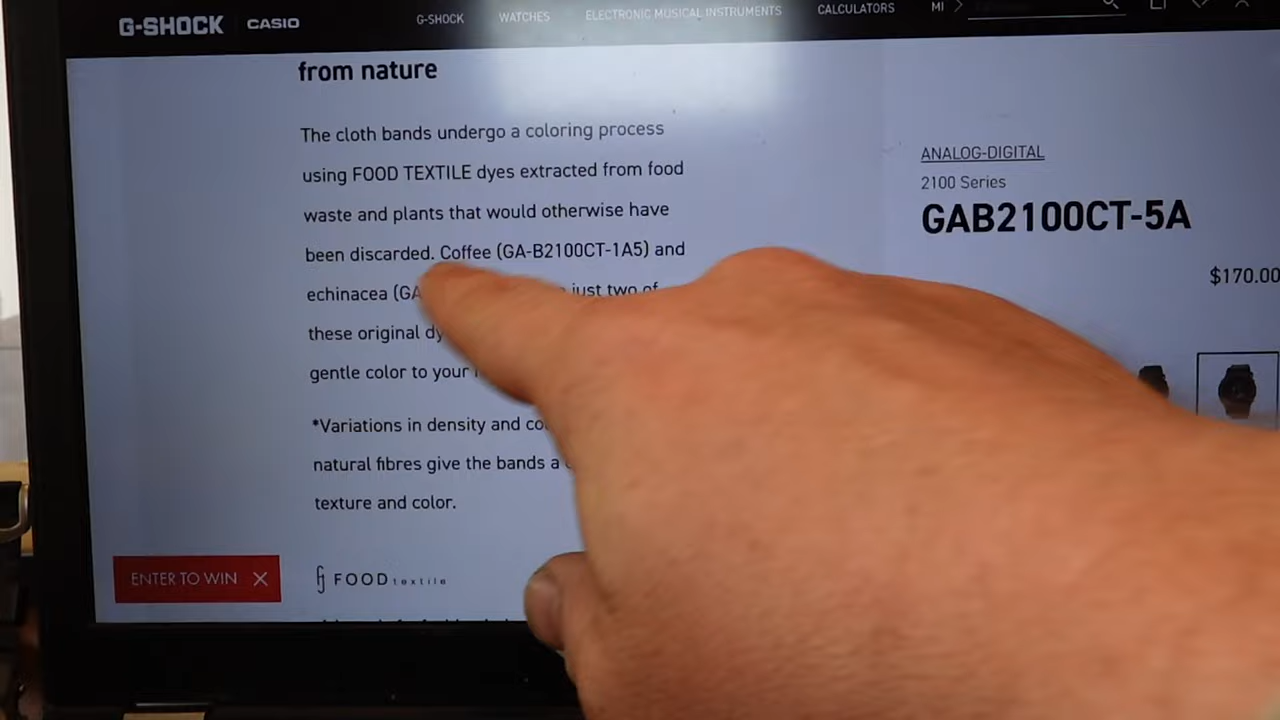 G-SHOCK CASIO G-SHOCK WATCHES ELECTRONIC MUSICAL INSTRUMENTS CALCULATORS MI
from nature
The cloth bands undergo a coloring process
using FOOD TEXTILE dyes extracted from food
waste and plants that would otherwise have
been discarded. Coffee (GA-B2100CT-1A5) and
echinacea (GA just two of
these original dy
gentle color to your
*Variations in density and co
natural fibres give the bands a
texture and color.
FOOD textile
ENTER TO WIN
ANALOG-DIGITAL
2100 Series
GAB2100CT-5A
$170.00